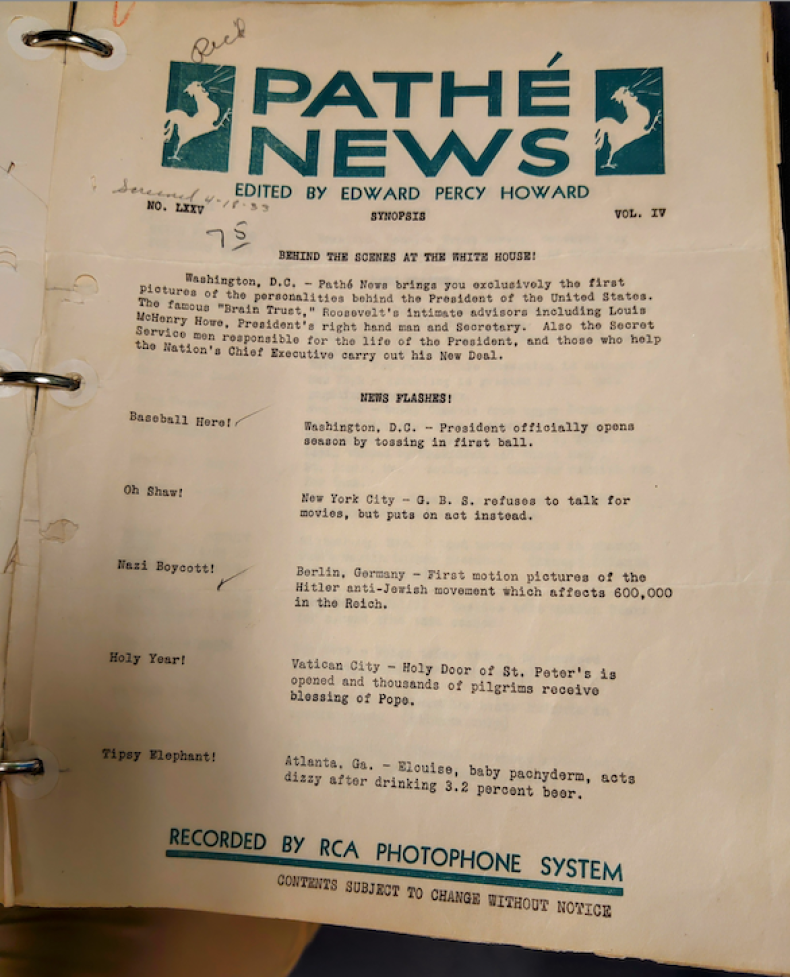 Rec'd
PATHÉ
NEWS
EDITED BY EDWARD PERCY HOWARD
Screened 4-18-33
NO. LXXV
SYNOPSIS
VOL. IV
75
BEHIND THE SCENES AT THE WHITE HOUSE!
Washington, D.C. - Pathé News brings you exclusively the first
pictures of the personalities behind the President of the United States.
The famous "Brain Trust," Roosevelt's intimate advisors including Louis
McHenry Howe, President's right hand man and Secretary. Also the Secret
Service men responsible for the life of the President, and those who help
the Nation's Chief Executive carry out his New Deal.
NEWS FLASHES!
Baseball Here!
Washington, D.C. - President officially opens
season by tossing in first ball.
Oh Shaw!
New York City - G. B. S. refuses to talk for
movies, but puts on act instead.
Nazi Boycott!
Berlin, Germany - First motion pictures of the
Hitler anti-Jewish movement which affects 600,000
in the Reich.
Holy Year!
Vatican City - Holy Door of St. Peter's is
opened and thousands of pilgrims receive
blessing of Pope.
Tipsy Elephant!
Atlanta, Ga. - Elouise, baby pachyderm, acts
dizzy after drinking 3.2 percent beer.
RECORDED BY RCA PHOTOPHONE SYSTEM
CONTENTS SUBJECT TO CHANGE WITHOUT NOTICE